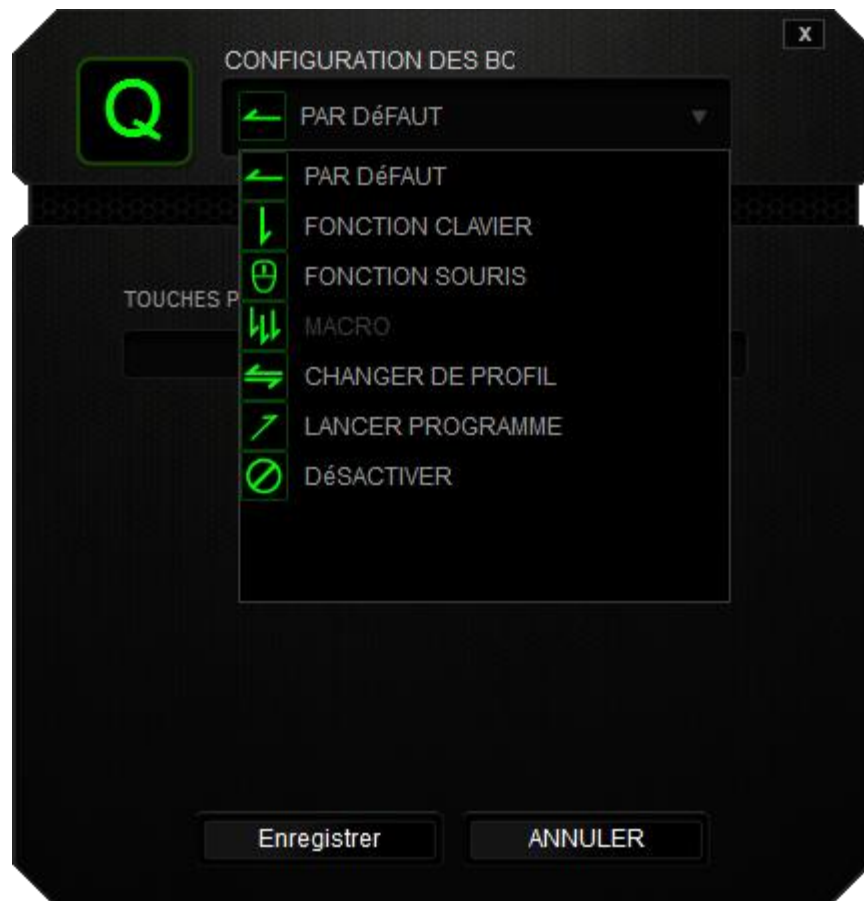 X
CONFIGURATION DES BC
Q
PAR DéFAUT
PAR DéFAUT
FONCTION CLAVIER
FONCTION SOURIS
TOUCHES P
MACRO
CHANGER DE PROFIL
LANCER PROGRAMME
DéSACTIVER
Enregistrer
ANNULER